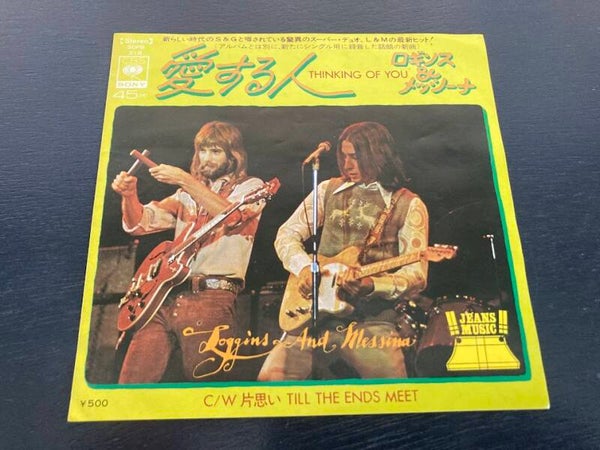 Stereo
SOPB
新らしい時代のS&Gと噂されている驚異のスーパー・デュオ、L&Mの最新ヒット!
(アルバムとは別に、新たにシングル用に録音した話題の新曲)
CBS
SONY
45
愛する人
THINKING OF YOU
ロギンス
&
メッシーナ
Loggins And Messina
JEANS
MUSIC
¥500
C/W 片思い TILL THE ENDS MEET